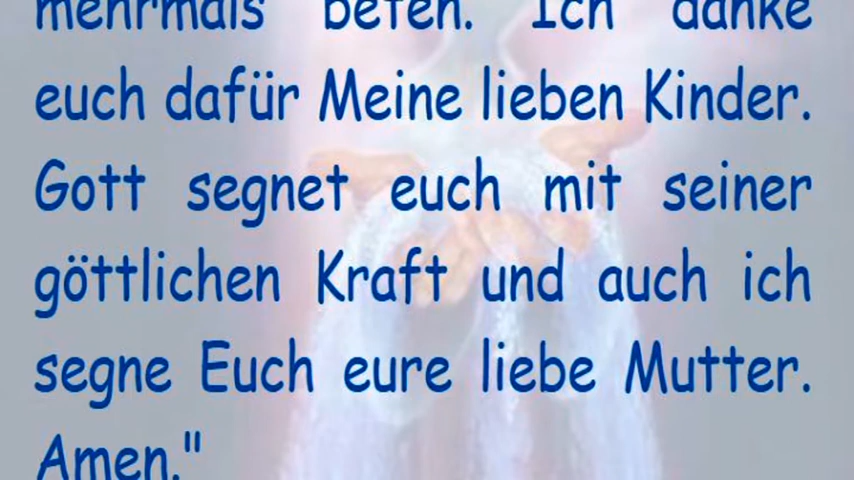 mehrmals beten. Ich danke
euch dafür Meine lieben Kinder.
Gott segnet euch mit seiner
göttlichen Kraft und auch ich
segne Euch eure liebe Mutter.
Amen."